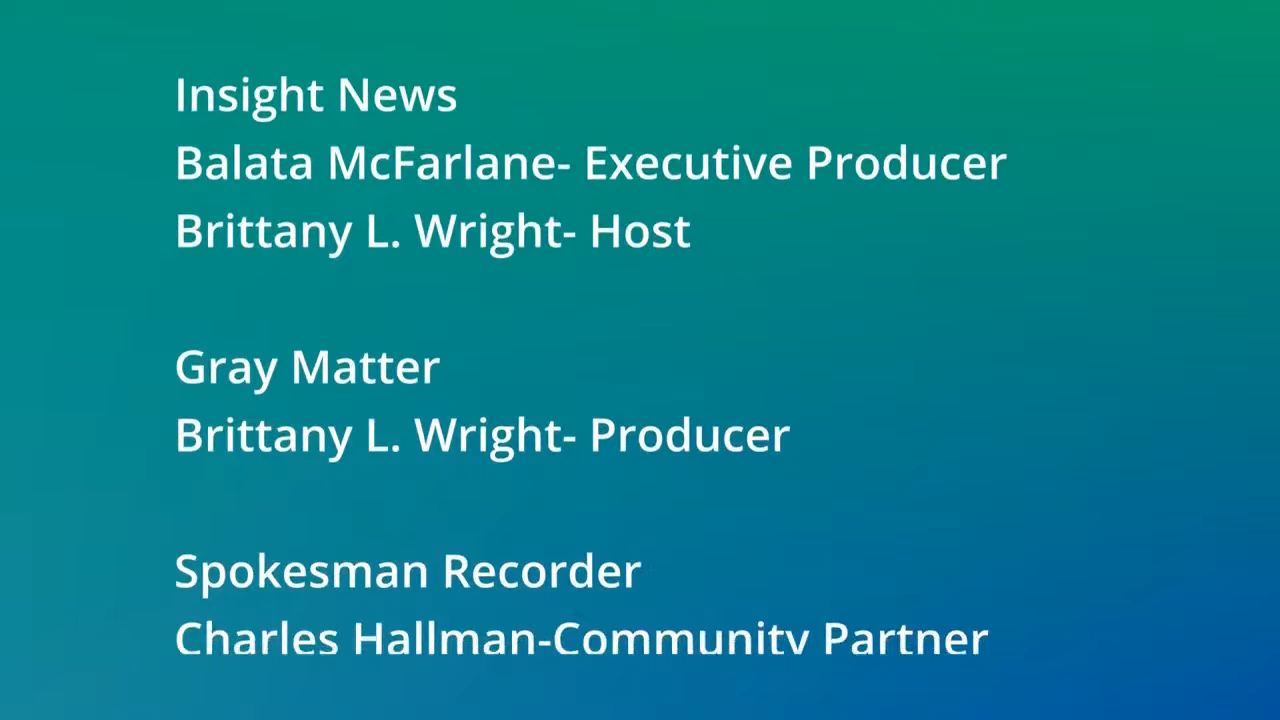 Insight News
Balata McFarlane- Executive Producer
Brittany L. Wright- Host
Gray Matter
Brittany L. Wright- Producer
Spokesman Recorder
Charles Hallman-Community Partner